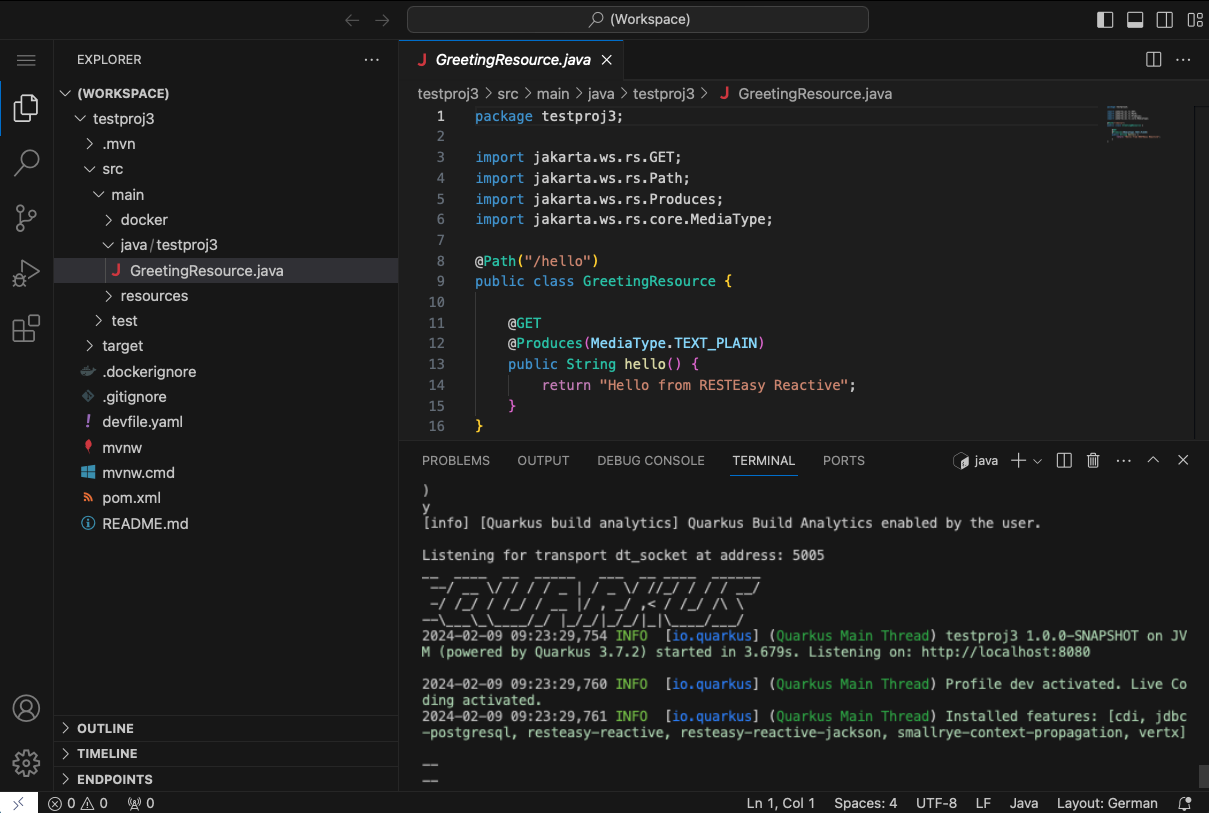 (Workspace)
EXPLORER
(WORKSPACE)
testproj3
.mvn
src
main
docker
java/testproj3
GreetingResource.java
resources
test
target
.dockerignore
.gitignore
devfile.yaml
mvnw
mvnw.cmd
pom.xml
README.md
OUTLINE
TIMELINE
ENDPOINTS
GreetingResource.java
testproj3 > src > main > java > testproj3 > GreetingResource.java
1 package testproj3;
2
3 import jakarta.ws.rs.GET;
4 import jakarta.ws.rs.Path;
5 import jakarta.ws.rs.Produces;
6 import jakarta.ws.rs.core.MediaType;
7
8 @Path("/hello")
9 public class GreetingResource {
10
11 @GET
12 @Produces(MediaType.TEXT_PLAIN)
13 public String hello() {
14 return "Hello from RESTEasy Reactive";
15 }
16 }
PROBLEMS OUTPUT DEBUG CONSOLE TERMINAL PORTS java
)
y
[info] [Quarkus build analytics] Quarkus Build Analytics enabled by the user.
Listening for transport dt_socket at address: 5005
__  ____  __  _____   ___  __ ____  ______
 --/ __ \/ / / / _ | / _ \/ //_/ / / / __/
 -/ /_/ / /_/ / __ |/ , _/ ,< / /_/ /\ \
--\___\_\____/_/ |_/_/|_/_/|_|\____/___/
2024-02-09 09:23:29,754 INFO  [io.quarkus] (Quarkus Main Thread) testproj3 1.0.0-SNAPSHOT on JV
M (powered by Quarkus 3.7.2) started in 3.679s. Listening on: http://localhost:8080
2024-02-09 09:23:29,760 INFO  [io.quarkus] (Quarkus Main Thread) Profile dev activated. Live Co
ding activated.
2024-02-09 09:23:29,761 INFO  [io.quarkus] (Quarkus Main Thread) Installed features: [cdi, jdbc
-postgresql, resteasy-reactive, resteasy-reactive-jackson, smallrye-context-propagation, vertx]
--
--
0 0 0 Ln 1, Col 1 Spaces: 4 UTF-8 LF Java Layout: German